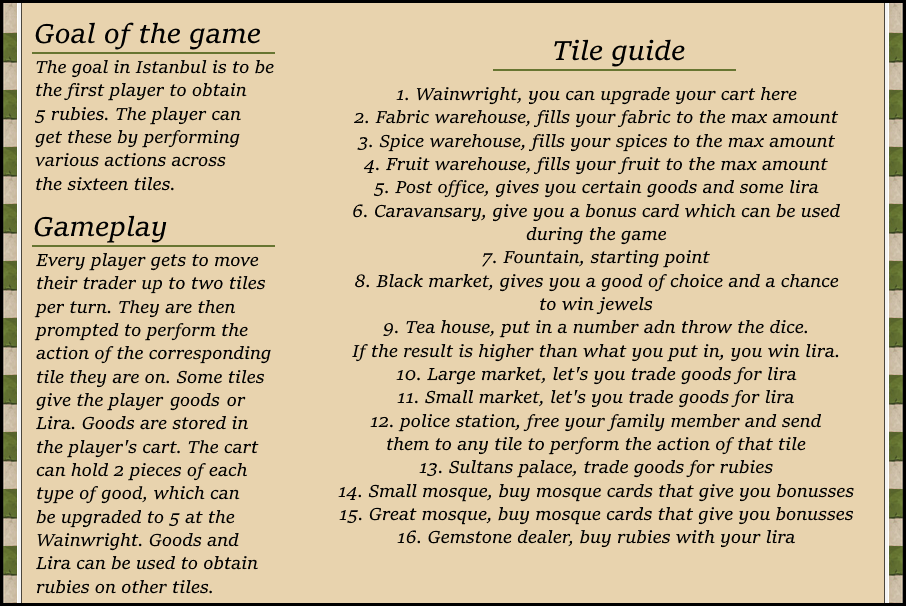 Goal of the game
The goal in Istanbul is to be
the first player to obtain
5 rubies. The player can
get these by performing
various actions across
the sixteen tiles.
Gameplay
Every player gets to move
their trader up to two tiles
per turn. They are then
prompted to perform the
action of the corresponding
tile they are on. Some tiles
give the player goods or
Lira. Goods are stored in
the player's cart. The cart
can hold 2 pieces of each
type of good, which can
be upgraded to 5 at the
Wainwright. Goods and
Lira can be used to obtain
rubies on other tiles.
Tile guide
1. Wainwright, you can upgrade your cart here
2. Fabric warehouse, fills your fabric to the max amount
3. Spice warehouse, fills your spices to the max amount
4. Fruit warehouse, fills your fruit to the max amount
5. Post office, gives you certain goods and some lira
6. Caravansary, give you a bonus card which can be used
during the game
7. Fountain, starting point
8. Black market, gives you a good of choice and a chance
to win jewels
9. Tea house, put in a number adn throw the dice.
If the result is higher than what you put in, you win lira.
10. Large market, let's you trade goods for lira
11. Small market, let's you trade goods for lira
12. police station, free your family member and send
them to any tile to perform the action of that tile
13. Sultans palace, trade goods for rubies
14. Small mosque, buy mosque cards that give you bonusses
15. Great mosque, buy mosque cards that give you bonusses
16. Gemstone dealer, buy rubies with your lira